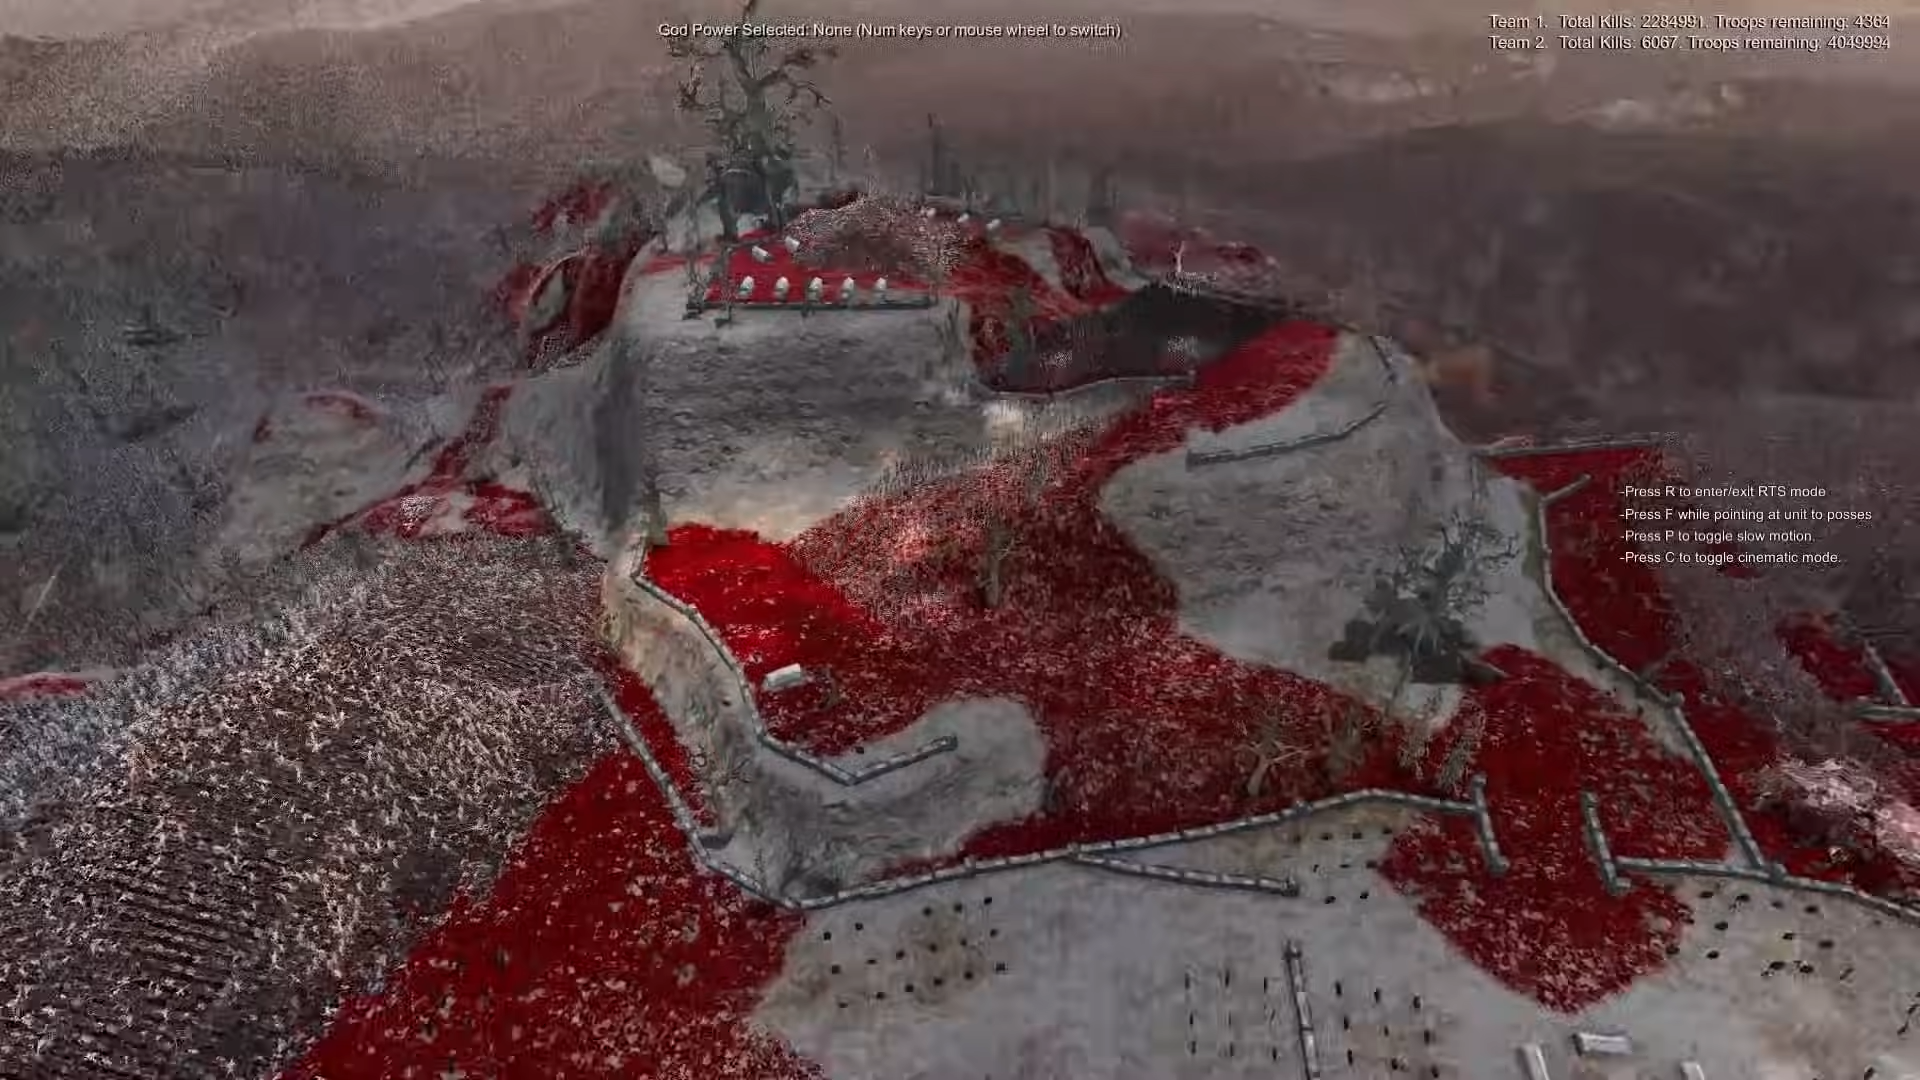 God Power Selected: None (Num keys or mouse wheel to switch)
Team 1.  Total Kills: 2284991. Troops remaining: 4364
Team 2.  Total Kills: 6067. Troops remaining: 4049994
-Press R to enter/exit RTS mode
-Press F while pointing at unit to posses
-Press P to toggle slow motion.
-Press C to toggle cinematic mode.